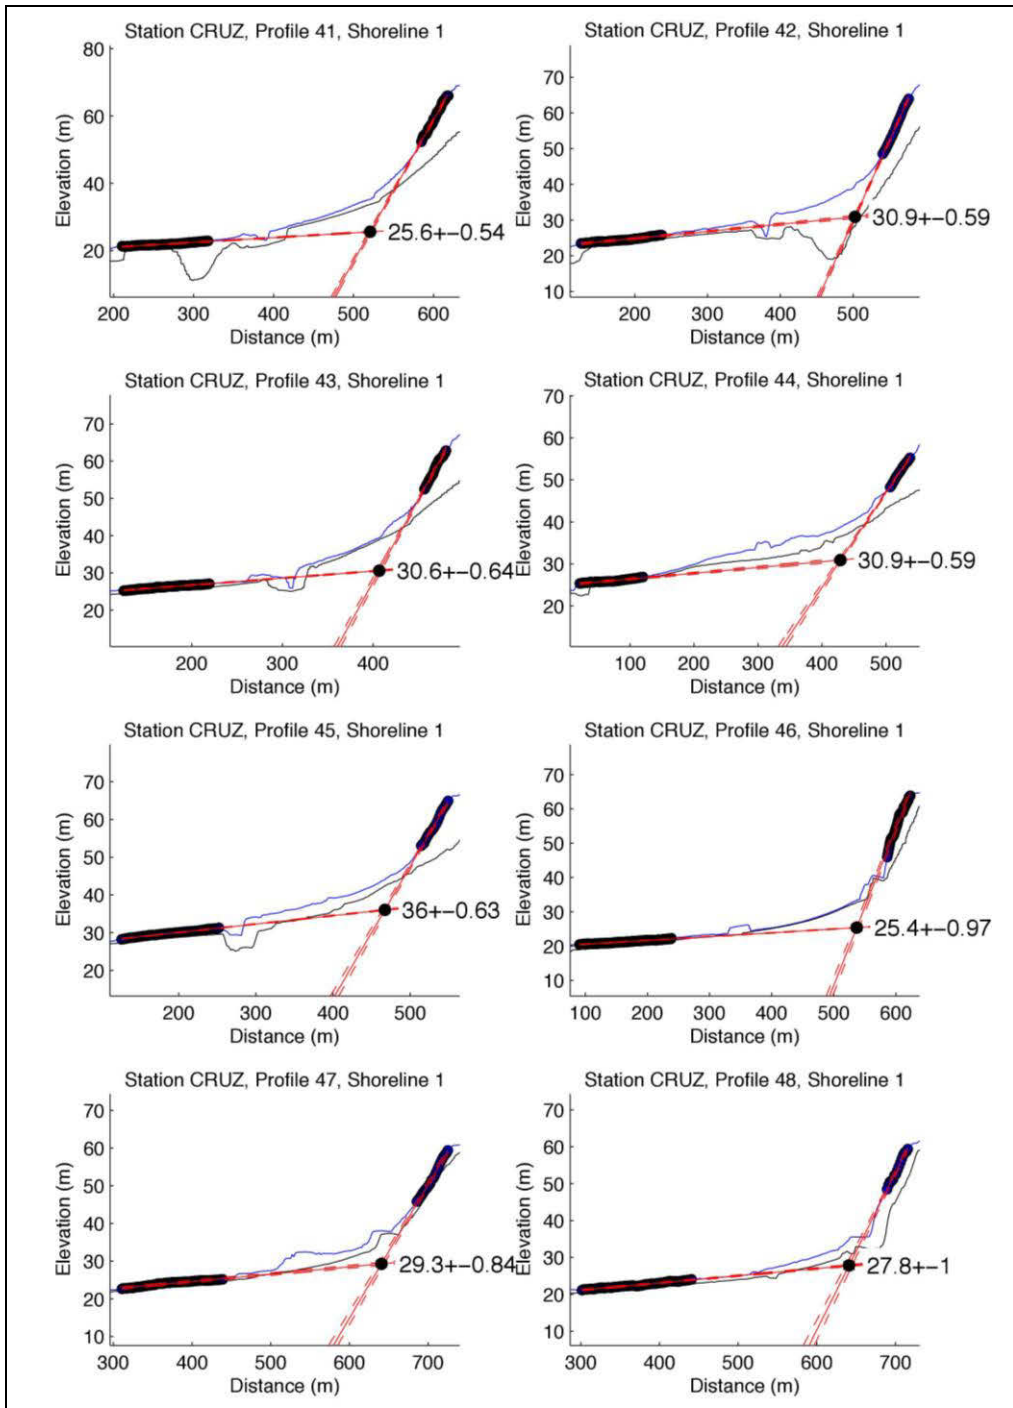 Station CRUZ, Profile 41, Shoreline 1
Elevation (m)
80
60
40
20
25.6+-0.54
200 300 400 500 600
Distance (m)
Station CRUZ, Profile 42, Shoreline 1
Elevation (m)
70
60
50
40
30
20
10
30.9+-0.59
200 300 400 500
Distance (m)
Station CRUZ, Profile 43, Shoreline 1
Elevation (m)
70
60
50
40
30
20
30.6+-0.64
200 400
Distance (m)
Station CRUZ, Profile 44, Shoreline 1
Elevation (m)
70
60
50
40
30
20
30.9+-0.59
100 200 300 400 500
Distance (m)
Station CRUZ, Profile 45, Shoreline 1
Elevation (m)
70
60
50
40
30
20
36+-0.63
200 300 400 500
Distance (m)
Station CRUZ, Profile 46, Shoreline 1
Elevation (m)
70
60
50
40
30
20
10
25.4+-0.97
100 200 300 400 500 600
Distance (m)
Station CRUZ, Profile 47, Shoreline 1
Elevation (m)
70
60
50
40
30
20
10
29.3+-0.84
300 400 500 600 700
Distance (m)
Station CRUZ, Profile 48, Shoreline 1
Elevation (m)
70
60
50
40
30
20
10
27.8+-1
300 400 500 600 700
Distance (m)